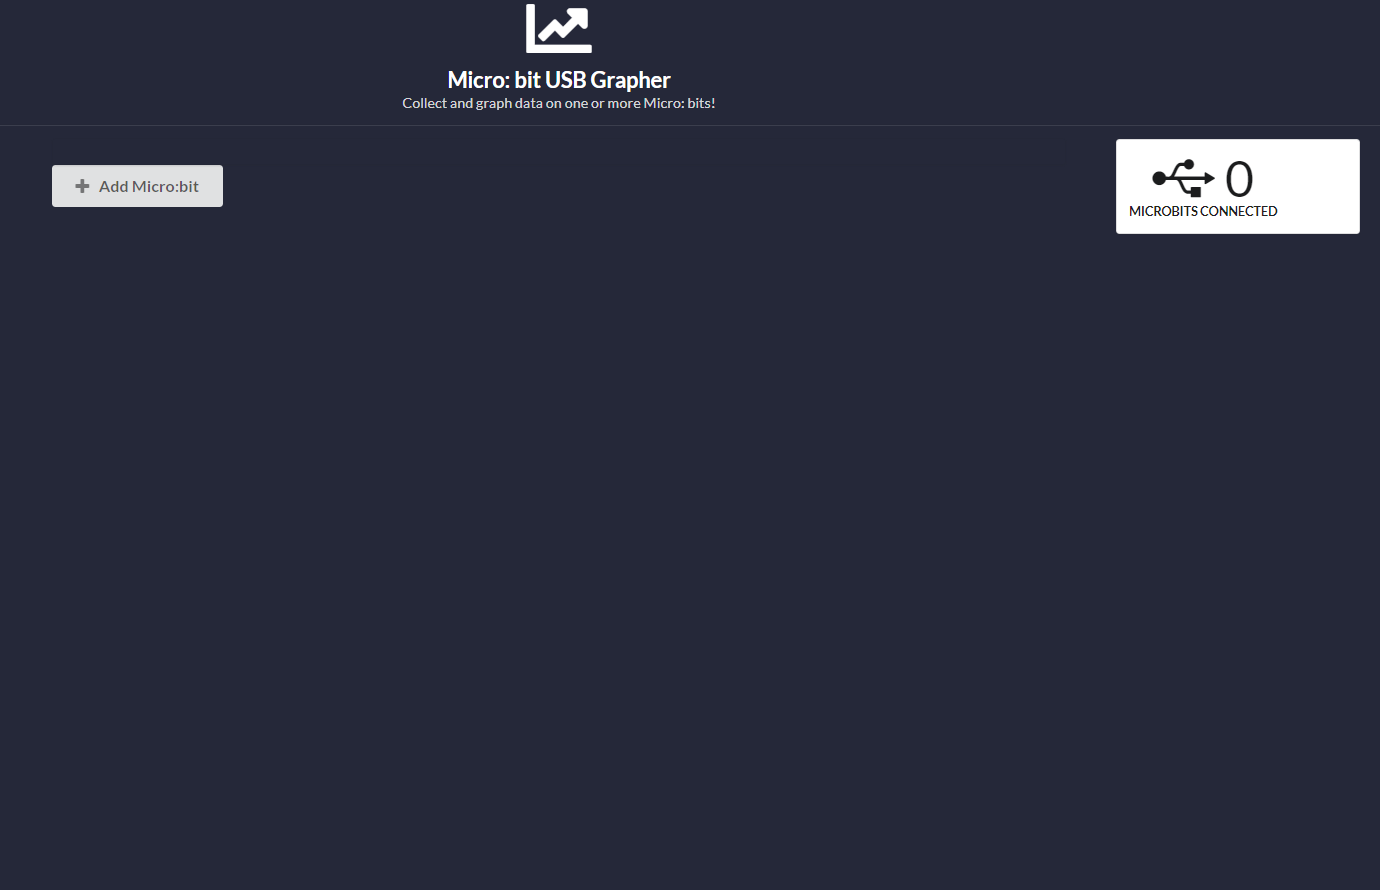 Micro: bit USB Grapher
Collect and graph data on one or more Micro: bits!
Add Micro:bit
0
MICROBITS CONNECTED